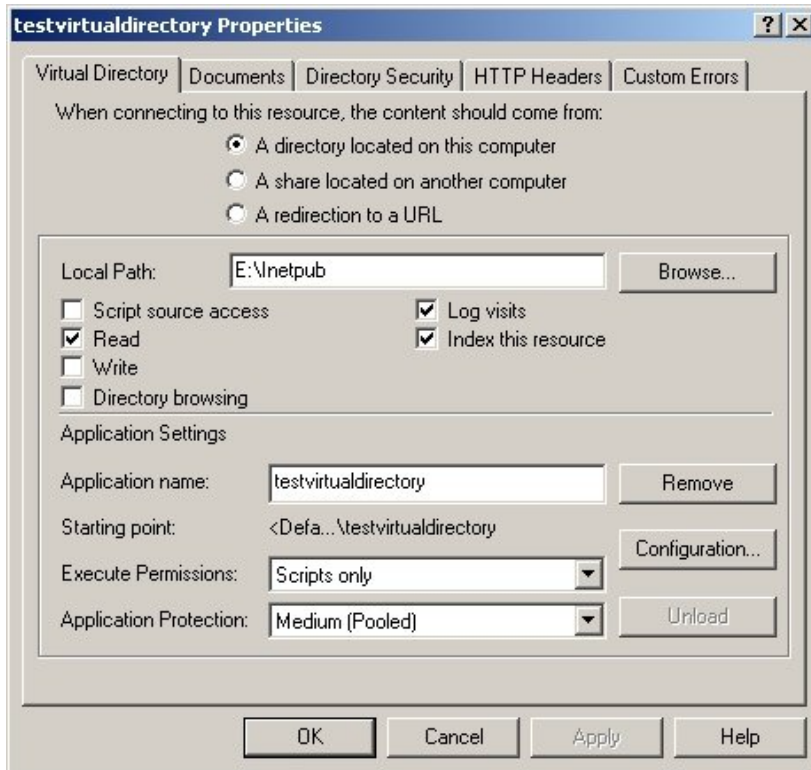 testvirtualdirectory Properties ? X
Virtual Directory Documents Directory Security HTTP Headers Custom Errors
When connecting to this resource, the content should come from:
A directory located on this computer
A share located on another computer
A redirection to a URL
Local Path: E:\Inetpub Browse...
Script source access Log visits
Read Index this resource
Write
Directory browsing
Application Settings
Application name: testvirtualdirectory Remove
Starting point: <Defa...\testvirtualdirectory
Configuration...
Execute Permissions: Scripts only
Application Protection: Medium (Pooled) Unload
OK Cancel Apply Help